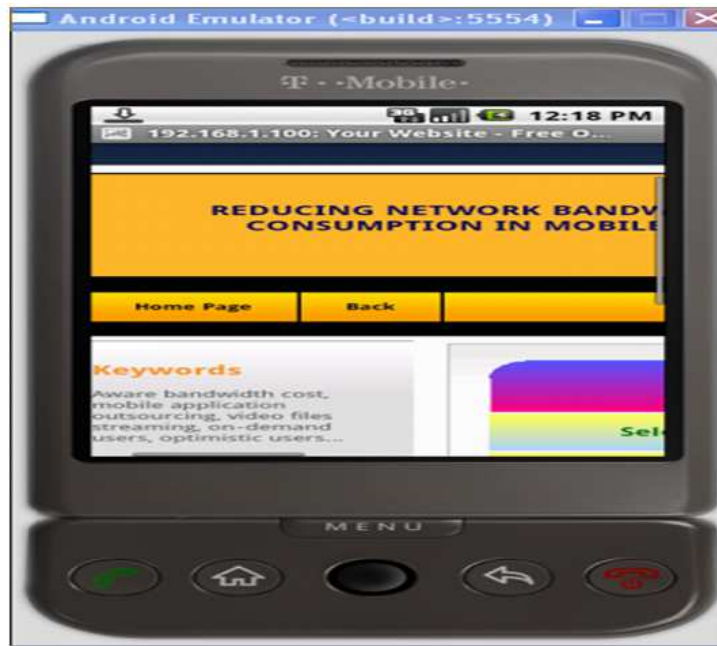 Android Emulator (<build>:5554)
T··Mobile·
3G 12:18 PM
192.168.1.100: Your Website - Free O...
REDUCING NETWORK
CONSUMPTION IN
Home Page Back
Keywords
Aware bandwidth cost,
mobile application
outsourcing, video files
streaming, on-demand
users, optimistic users...
MENU